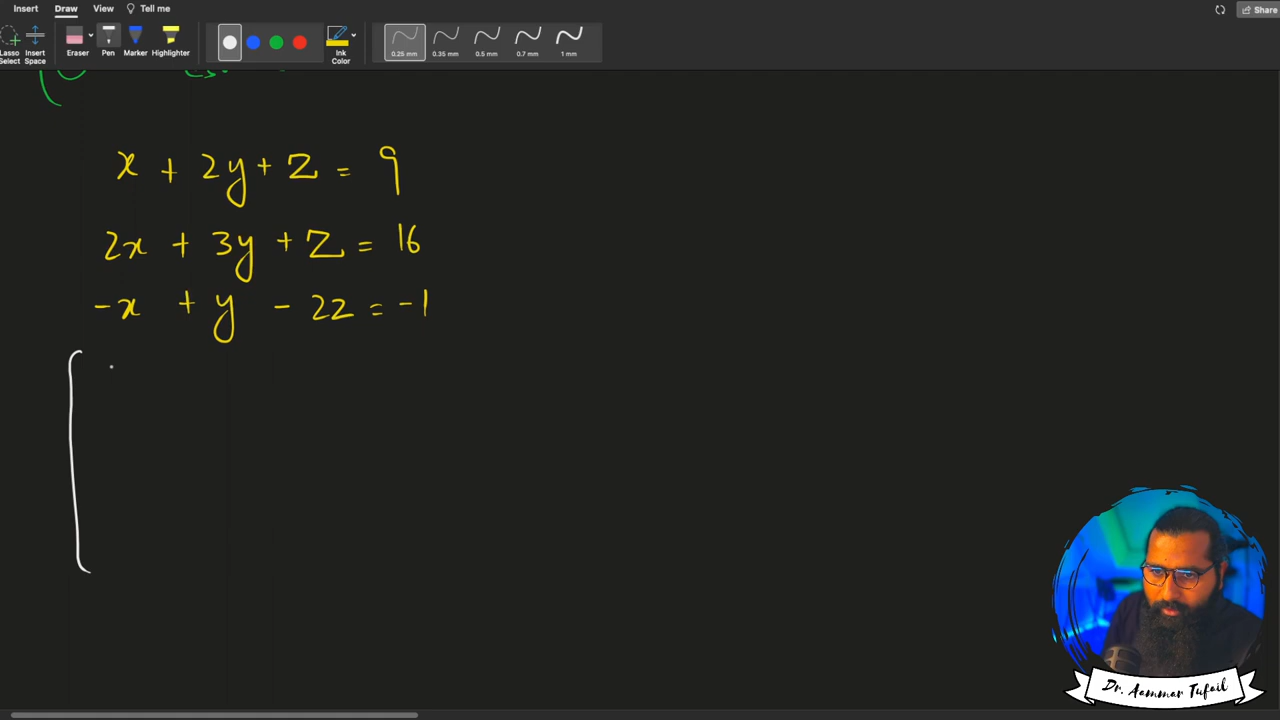 Insert Draw View Tell me Share
Lasso Select Insert Space Eraser Pen Marker Highlighter Ink Color 0.25 mm 0.35 mm 0.5 mm 0.7 mm 1 mm
x + 2y + z = 9
2x + 3y + z = 16
-x + y - 2z = -1
Dr. Aammar Tufail